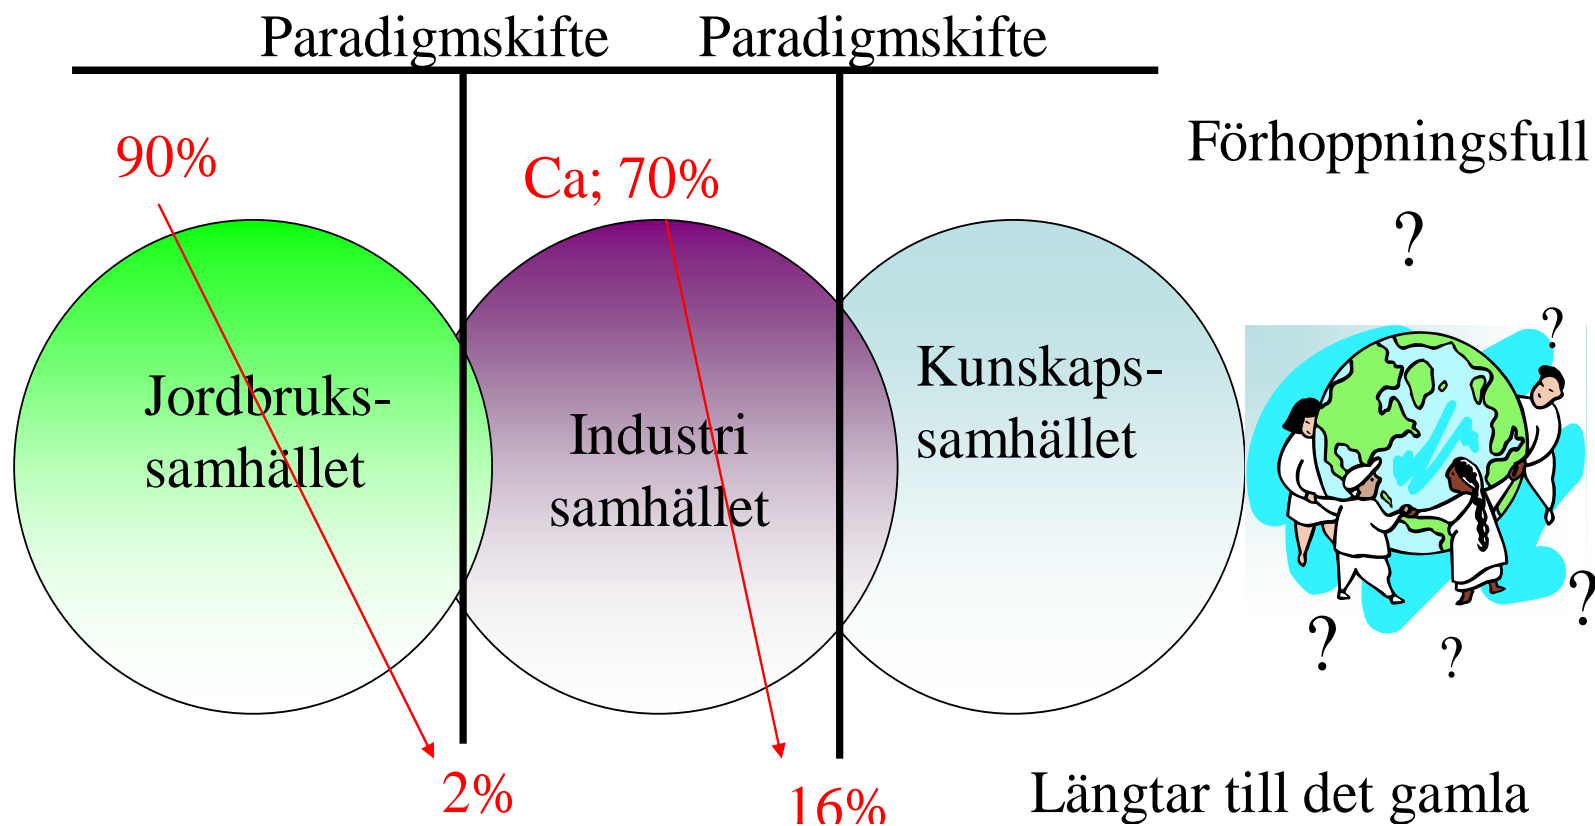 Paradigmskifte Paradigmskifte
90%
Ca; 70%
Förhoppningsfull
?
?
Jordbruks-
samhället
Industri
samhället
Kunskaps-
samhället
?
?
?
2%
16%
Längtar till det gamla